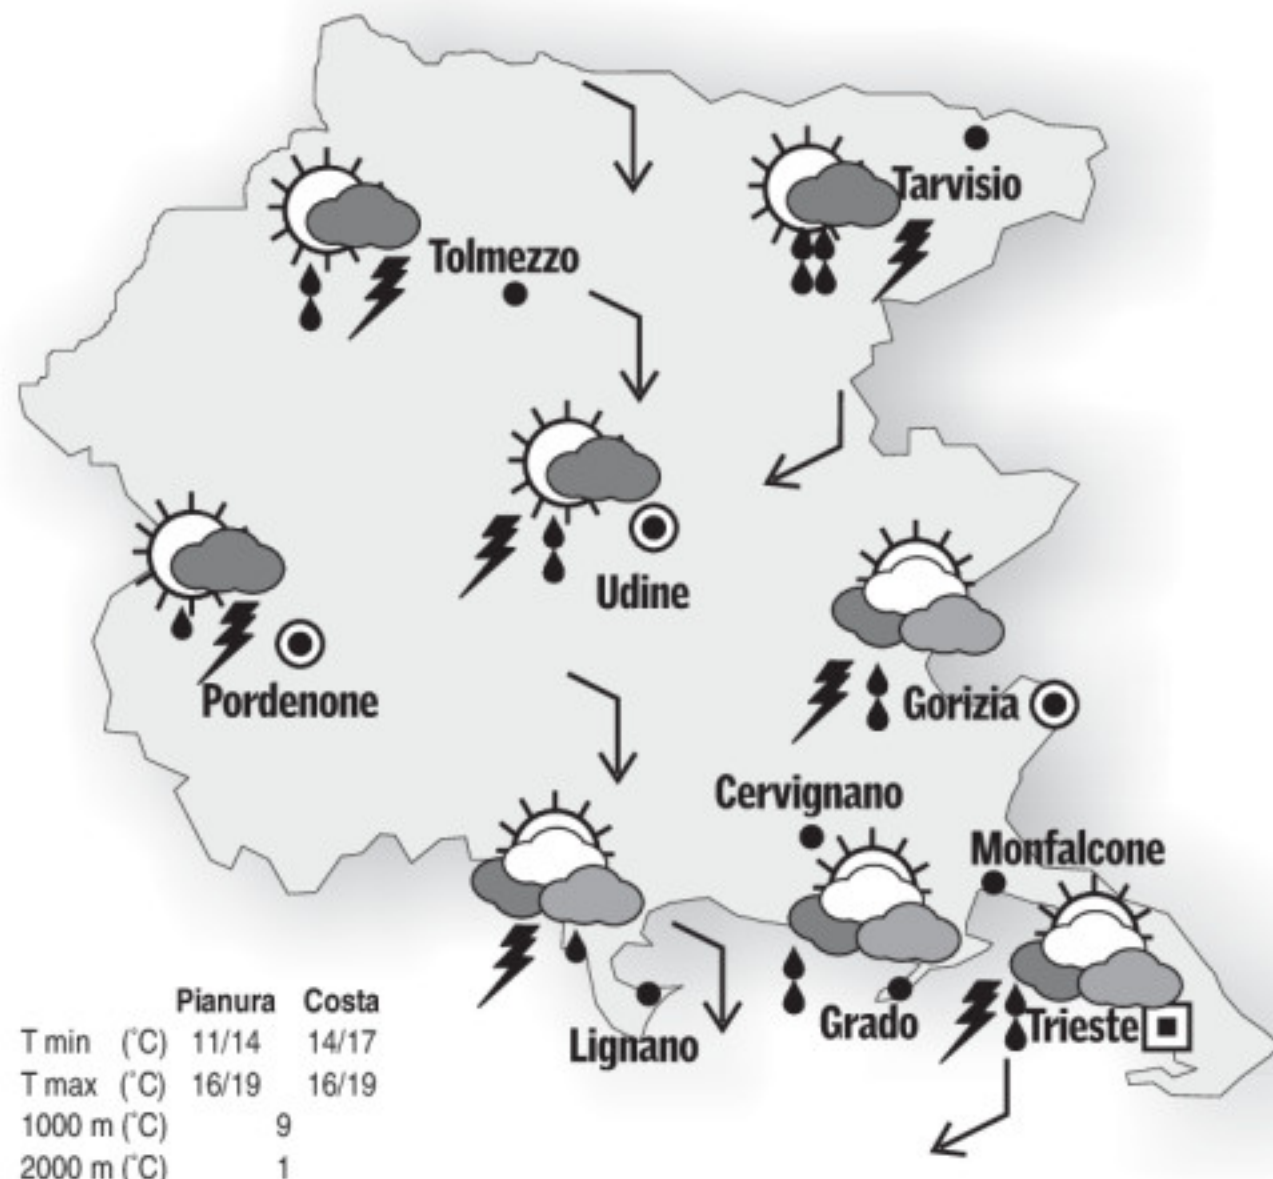 Tarvisio
Tolmezzo
Udine
Pordenone
Gorizia
Cervignano
Monfalcone
Grado
Trieste
Lignano
Pianura Costa
T min (°C) 11/14 14/17
T max (°C) 16/19 16/19
1000 m (°C) 9
2000 m (°C) 1